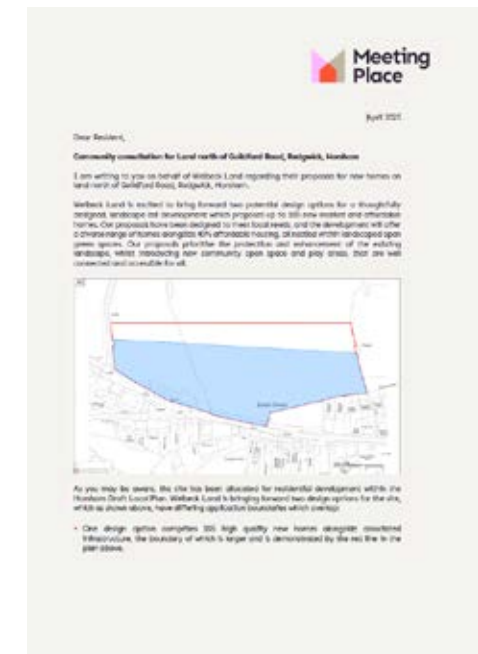 Meeting
Place
April
Dear Resident,
Community consultation for Land north of Guildford Road, Rudgwick, Horsham
I am writing to you on behalf of Welbeck Land regarding their proposals for new homes on
land north of Guildford Road, Rudgwick, Horsham.
Welbeck Land is excited to bring forward two potential design options for a thoughtfully
designed, landscape led development which proposes up to new market and affordable
homes. Our proposals have been designed to meet local needs, and the development will offer
a diverse range of homes alongside 40% affordable housing, all nestled within landscaped open
green spaces. Our proposals prioritise the protection and enhancement of the existing
landscape, whilst introducing new community open space and play areas, that are well
connected and accessible for all.
As you may be aware, the site has been allocated for residential development within the
Horsham Draft Local Plan. Welbeck Land is bringing forward two design options for the site,
which as shown above, have differing application boundaries which overlap:
• One design option comprises high quality new homes alongside associated
infrastructure, the boundary of which is larger and is demonstrated by the red line in the
plan above.